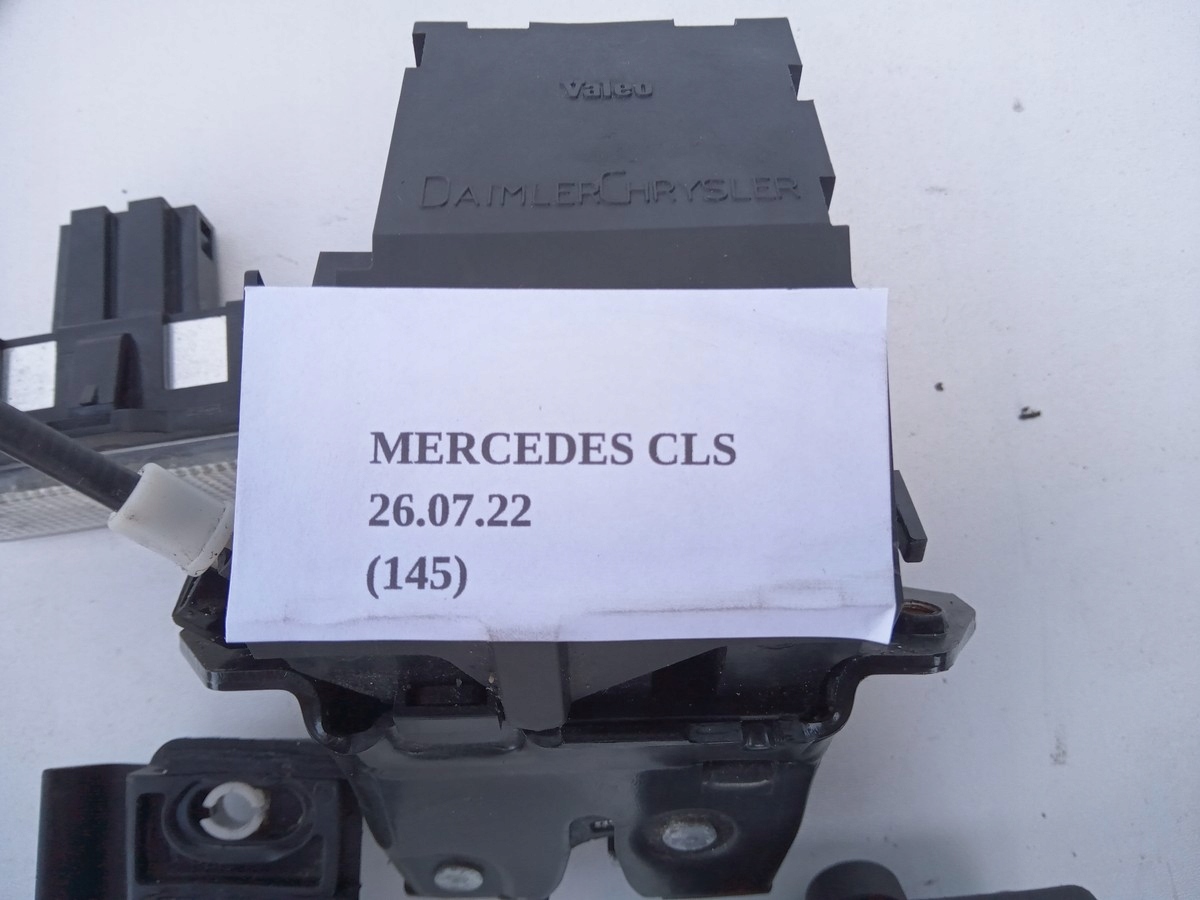 Valeo
DAIMLERCHRYSLER
MERCEDES CLS
26.07.22
(145)